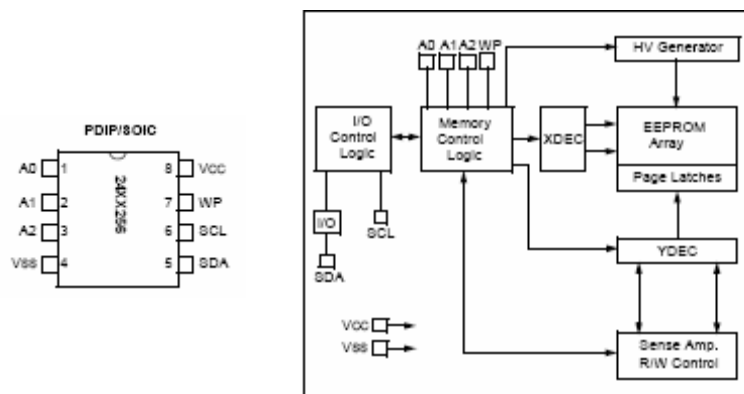 PDIP/SOIC
A0 1 8 VCC
A1 2 7 WP
A2 3 6 SCL
VSS 4 5 SDA
24XX256
A0 A1 A2 WP
HV Generator
I/O
Control
Logic
Memory
Control
Logic
XDEC
EEPROM
Array
Page Latches
I/O
SCL
SDA
YDEC
VCC
VSS
Sense Amp.
R/W Control